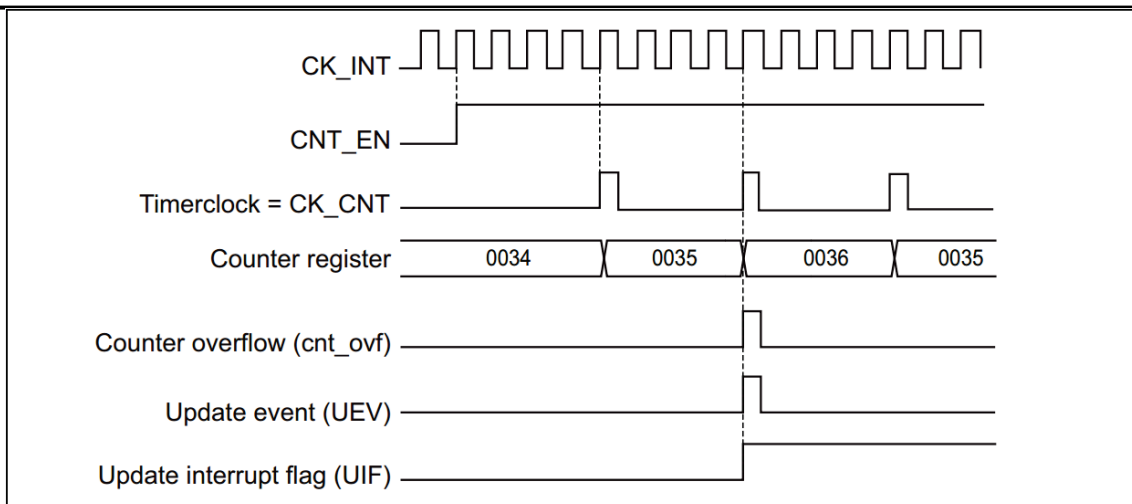 CK_INT
CNT_EN
Timerclock = CK_CNT
Counter register 0034 0035 0036 0035
Counter overflow (cnt_ovf)
Update event (UEV)
Update interrupt flag (UIF)